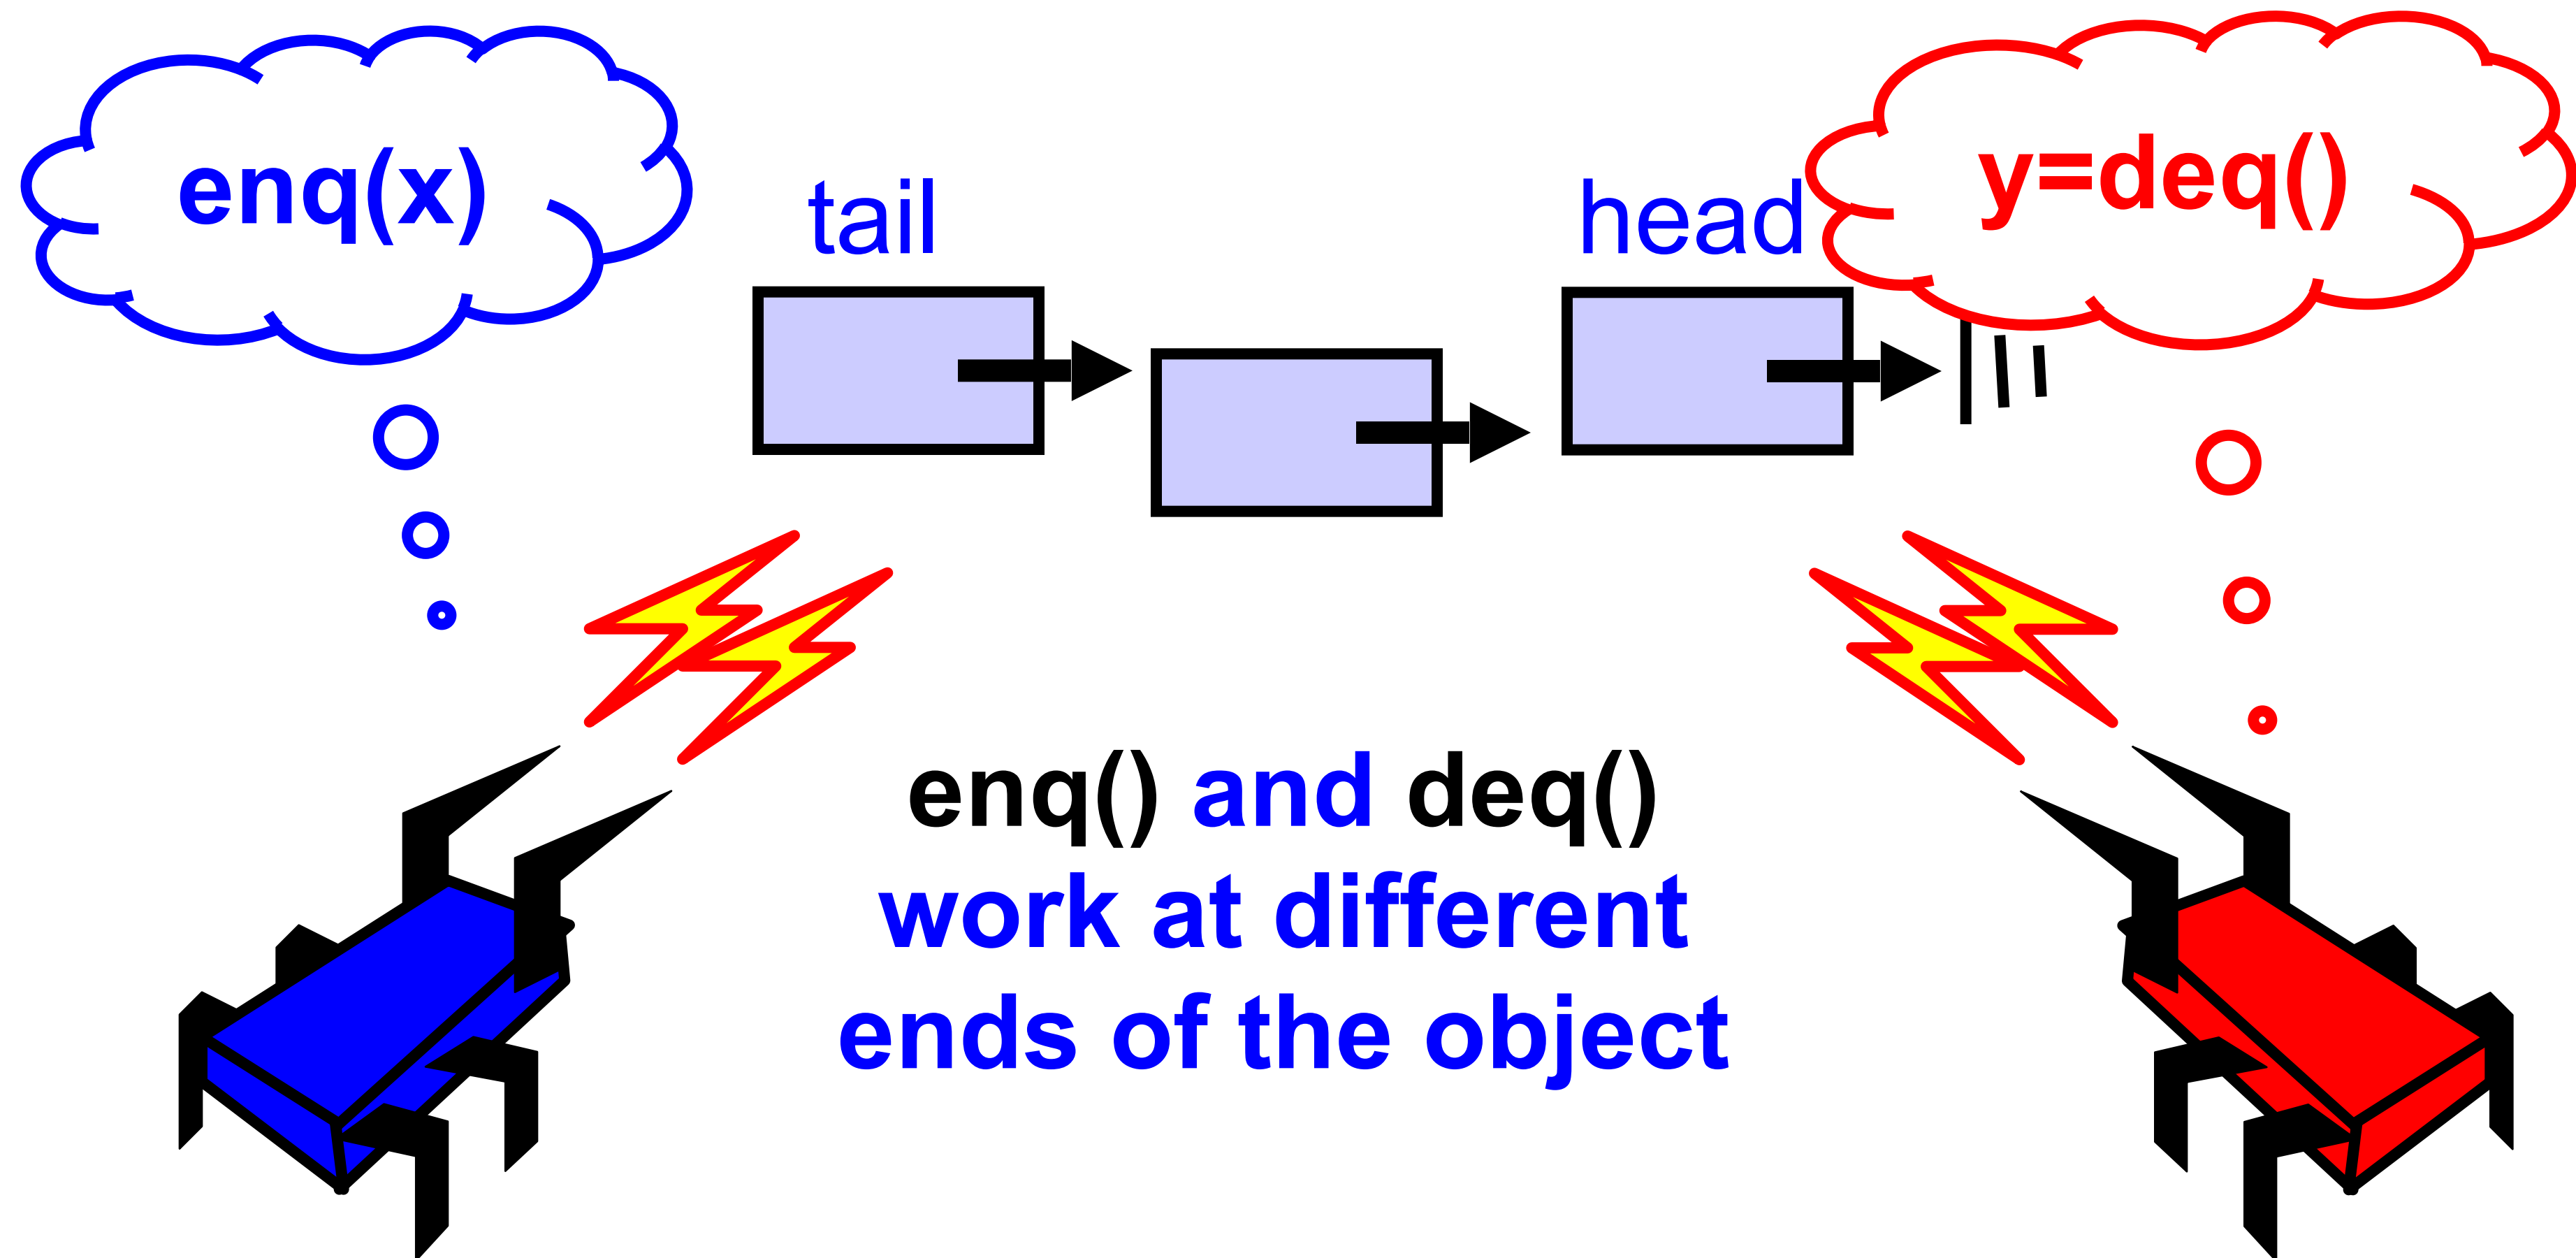 enq(x)
tail
head
y=deq()
enq() and deq()
work at different
ends of the object